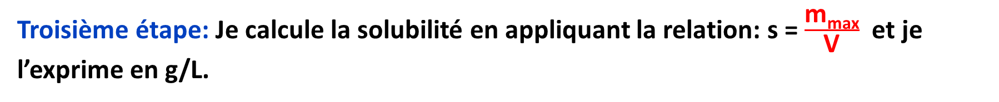 Troisième étape: Je calcule la solubilité en appliquant la relation: s = m_max/V et je
l’exprime en g/L.